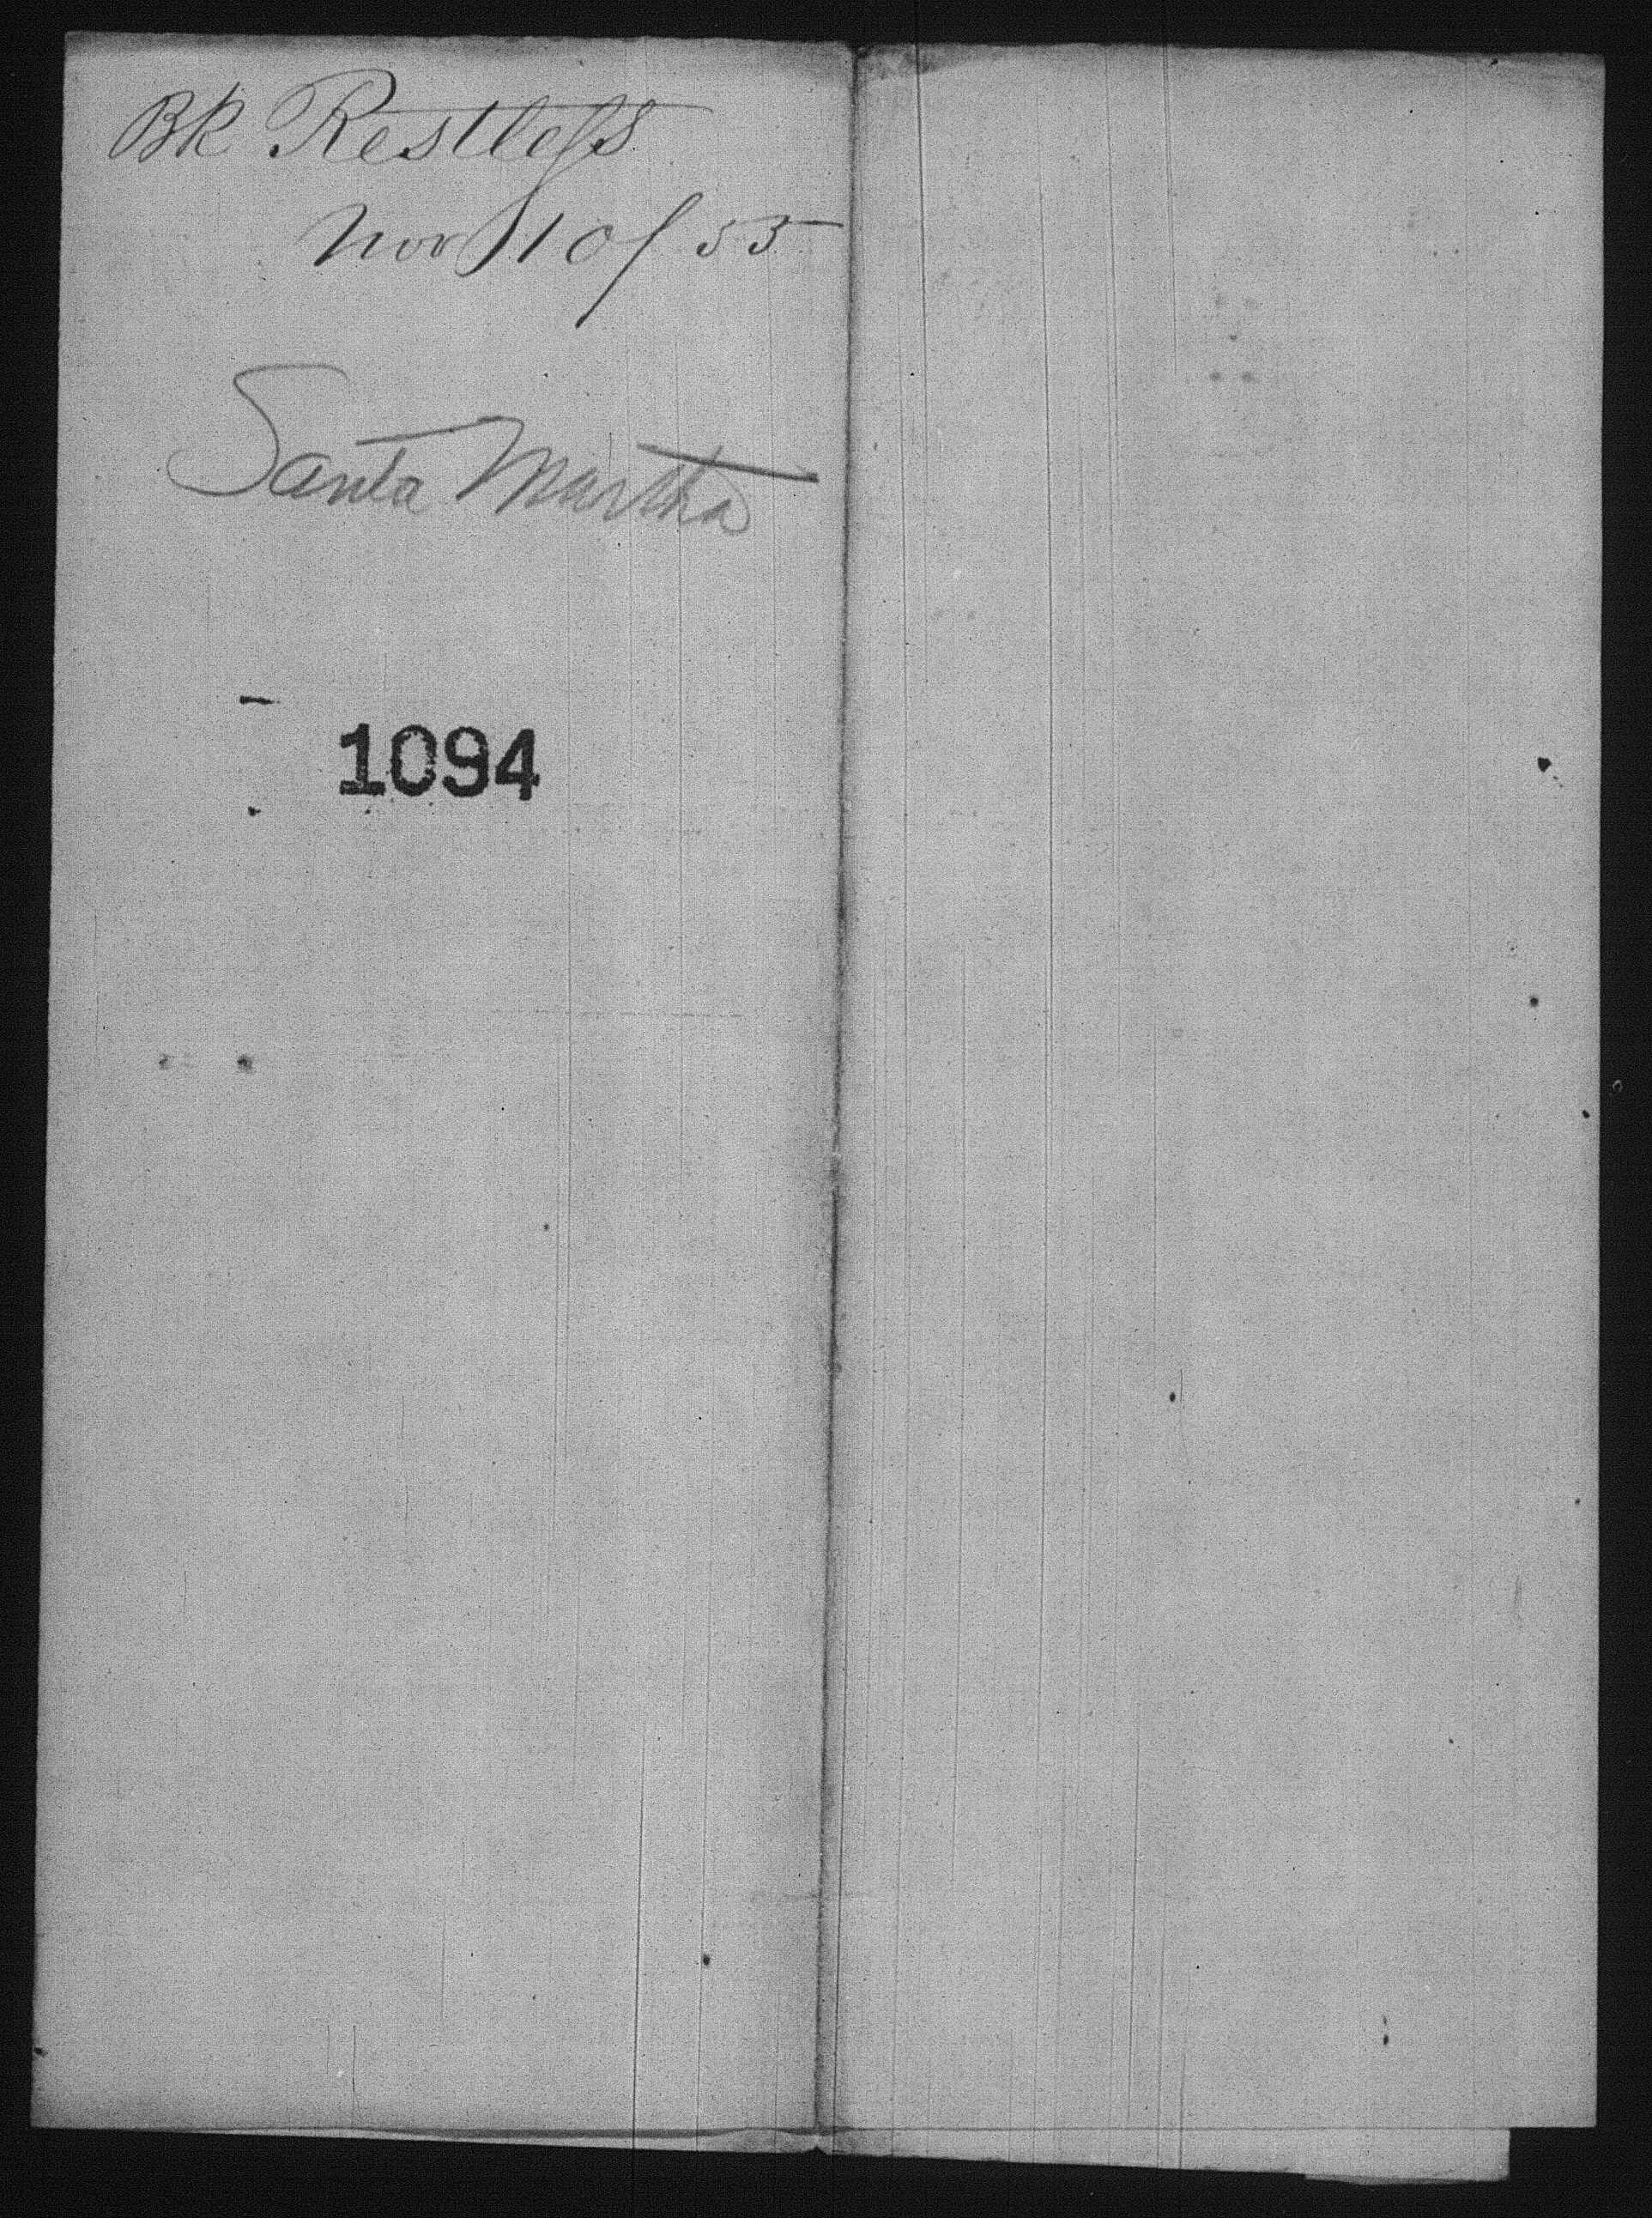 Bk Restless
Nov 10/55
Santa Martha
1094